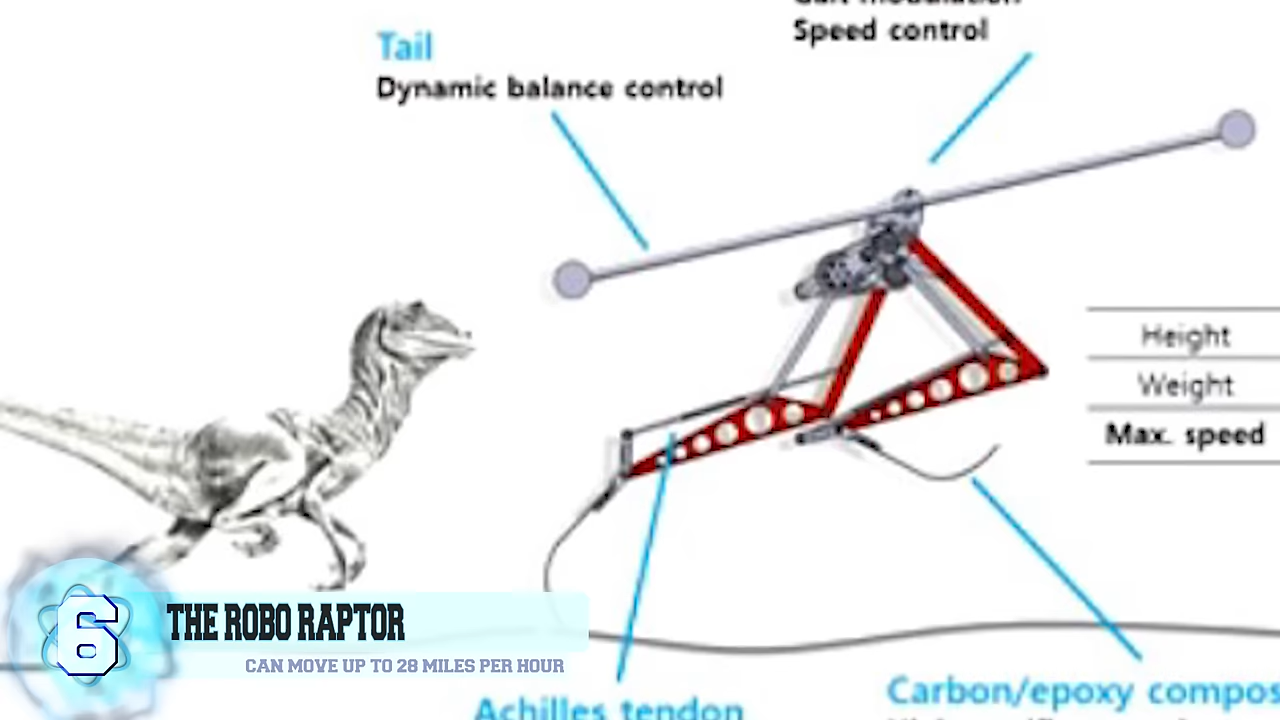 Speed control
Tail
Dynamic balance control
Height
Weight
Max. speed
6
THE ROBO RAPTOR
CAN MOVE UP TO 28 MILES PER HOUR
Achilles tendon
Carbon/epoxy compos